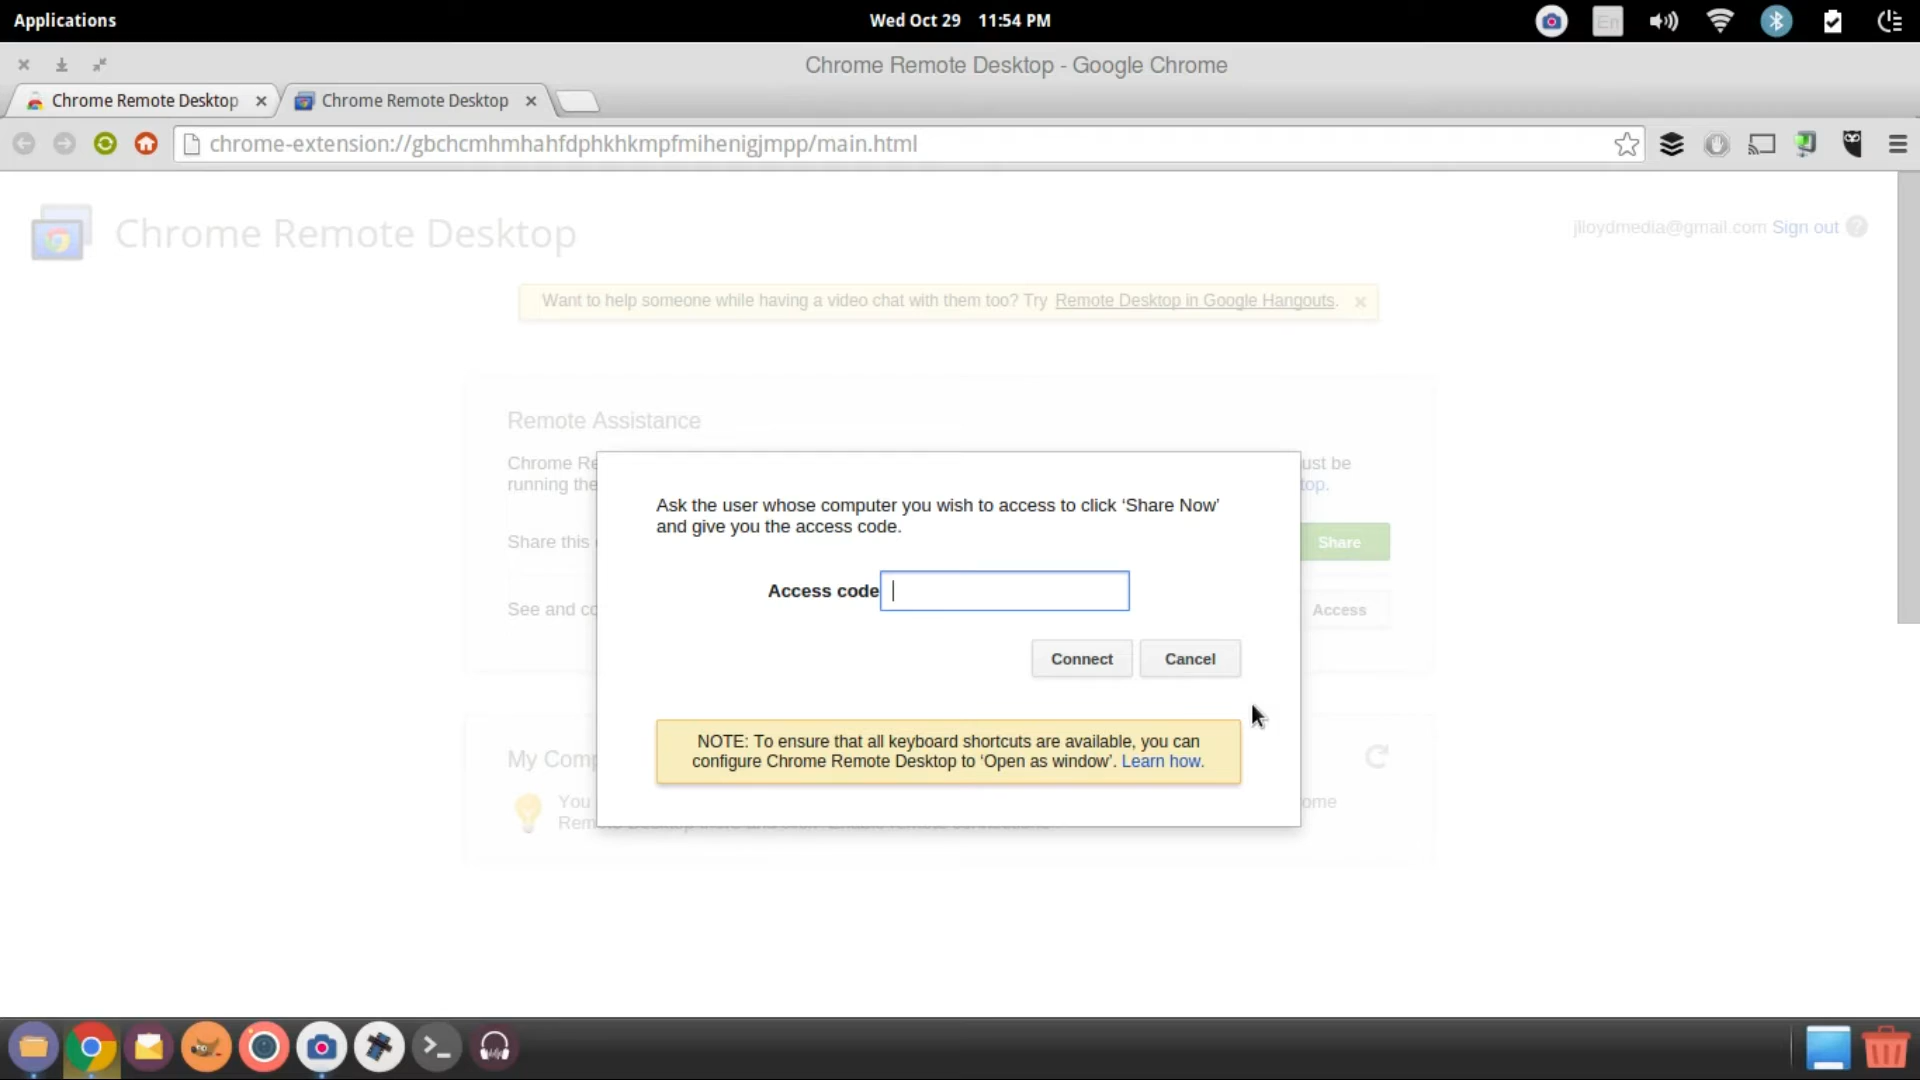 Applications
Wed Oct 29 11:54 PM
En
Chrome Remote Desktop - Google Chrome
Chrome Remote Desktop
Chrome Remote Desktop
chrome-extension://gbchcmhmhahfdphkhkmpfmihenigjmpp/main.html
Chrome Remote Desktop
jlloydmedia@gmail.com Sign out ?
Want to help someone while having a video chat with them too? Try Remote Desktop in Google Hangouts.
Remote Assistance
Chrome Re
ust be
running the
top.
Ask the user whose computer you wish to access to click ‘Share Now’
and give you the access code.
Share this
Share
Access code
See and co
Access
Connect
Cancel
NOTE: To ensure that all keyboard shortcuts are available, you can
configure Chrome Remote Desktop to ‘Open as window’. Learn how.
My Comp
You
ome
Rem